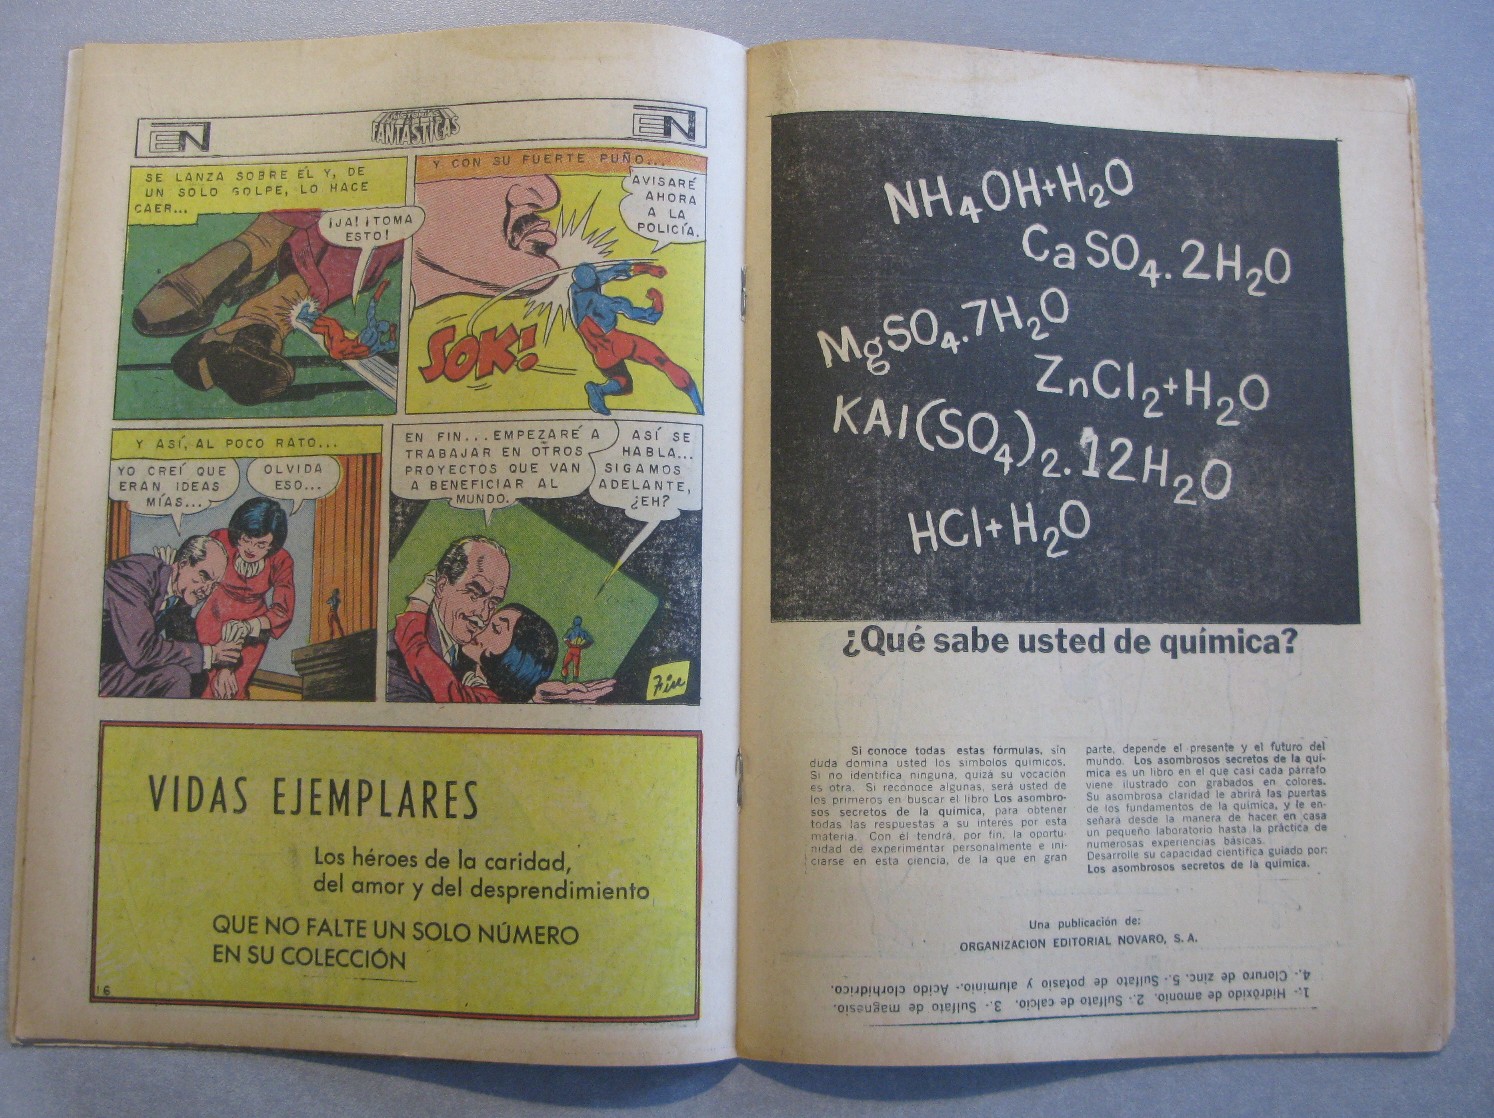 EN
HISTORIAS
FANTÁSTICAS
EN
SE LANZA SOBRE ÉL Y, DE
UN SOLO GOLPE, LO HACE
CAER...
¡JA! ¡TOMA
ESTO!
Y CON SU FUERTE PUÑO...
AVISARÉ
AHORA
A LA
POLICÍA.
SOK!
Y ASÍ, AL POCO RATO...
YO CREÍ QUE
ERAN IDEAS
MÍAS...
OLVIDA
ESO...
EN FIN... EMPEZARÉ A
TRABAJAR EN OTROS
PROYECTOS QUE VAN
A BENEFICIAR AL
MUNDO.
ASÍ SE
HABLA...
SIGAMOS
ADELANTE,
¿EH?
Fin
VIDAS EJEMPLARES
Los héroes de la caridad,
del amor y del desprendimiento
QUE NO FALTE UN SOLO NÚMERO
EN SU COLECCIÓN
16
NH₄OH+H₂O
CaSO₄.2H₂O
MgSO₄.7H₂O
ZnCl₂+H₂O
KAl(SO₄)₂.12H₂O
HCl+H₂O
¿Qué sabe usted de química?
Si conoce todas estas fórmulas, sin
duda domina usted los símbolos químicos.
Si no identifica ninguna, quizá su vocación
es otra. Si reconoce algunas, será usted de
los primeros en buscar el libro Los asombro-
sos secretos de la química, para obtener
todas las respuestas a su interés por esta
materia. Con él tendrá, por fin, la oportu-
nidad de experimentar personalmente e ini-
ciarse en esta ciencia, de la que en gran
parte, depende el presente y el futuro del
mundo. Los asombrosos secretos de la quí-
mica es un libro en el que casi cada párrafo
viene ilustrado con grabados en colores.
Su asombrosa claridad le abrirá las puertas
de los fundamentos de la química, y le en-
señará desde la manera de hacer en casa
un pequeño laboratorio hasta la práctica de
numerosas experiencias básicas.
Desarrolle su capacidad científica guiado por:
Los asombrosos secretos de la química.
Una publicación de:
ORGANIZACION EDITORIAL NOVARO, S. A.
1.- Hidróxido de amonio. 2.- Sulfato de calcio. 3.- Sulfato de magnesio.
4.- Cloruro de zinc. 5.- Sulfato de potasio y aluminio.- Acido clorhídrico.